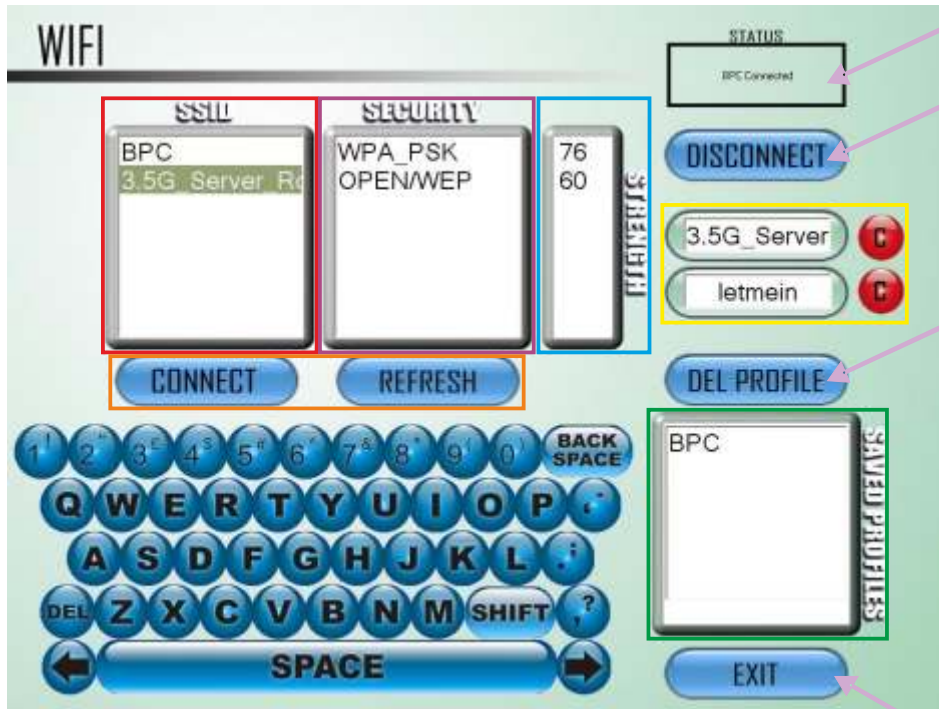 WIFI
STATUS
BPC Connected
SSID
SECURITY
STRENGTH
BPC
WPA_PSK
76
3.5G_Server_Ro
OPEN/WEP
60
DISCONNECT
3.5G_Server
C
letmein
C
CONNECT
REFRESH
DEL PROFILE
1 ! 2 " 3 £ 4 $ 5 6 7 & 8 * 9 ( 0 ) BACK SPACE
Q W E R T Y U I O P
A S D F G H J K L
DEL Z X C V B N M SHIFT , ?
SPACE
BPC
SAVED PROFILES
EXIT